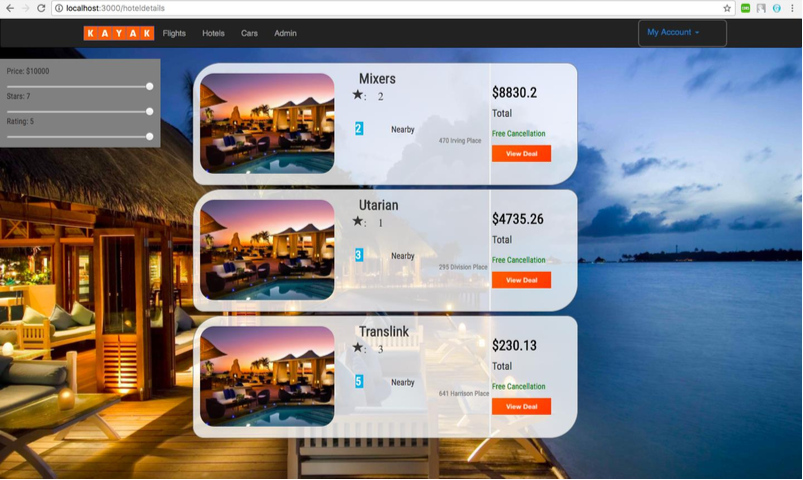 localhost:3000/hoteldetails
K A Y A K Flights Hotels Cars Admin My Account
Price: $10000
Stars: 7
Rating: 5
Mixers
★: 2
2 Nearby
470 Irving Place
$8830.2
Total
Free Cancellation
View Deal
Utarian
★: 1
3 Nearby
295 Division Place
$4735.26
Total
Free Cancellation
View Deal
Translink
★: 3
5 Nearby
641 Harrison Place
$230.13
Total
Free Cancellation
View Deal